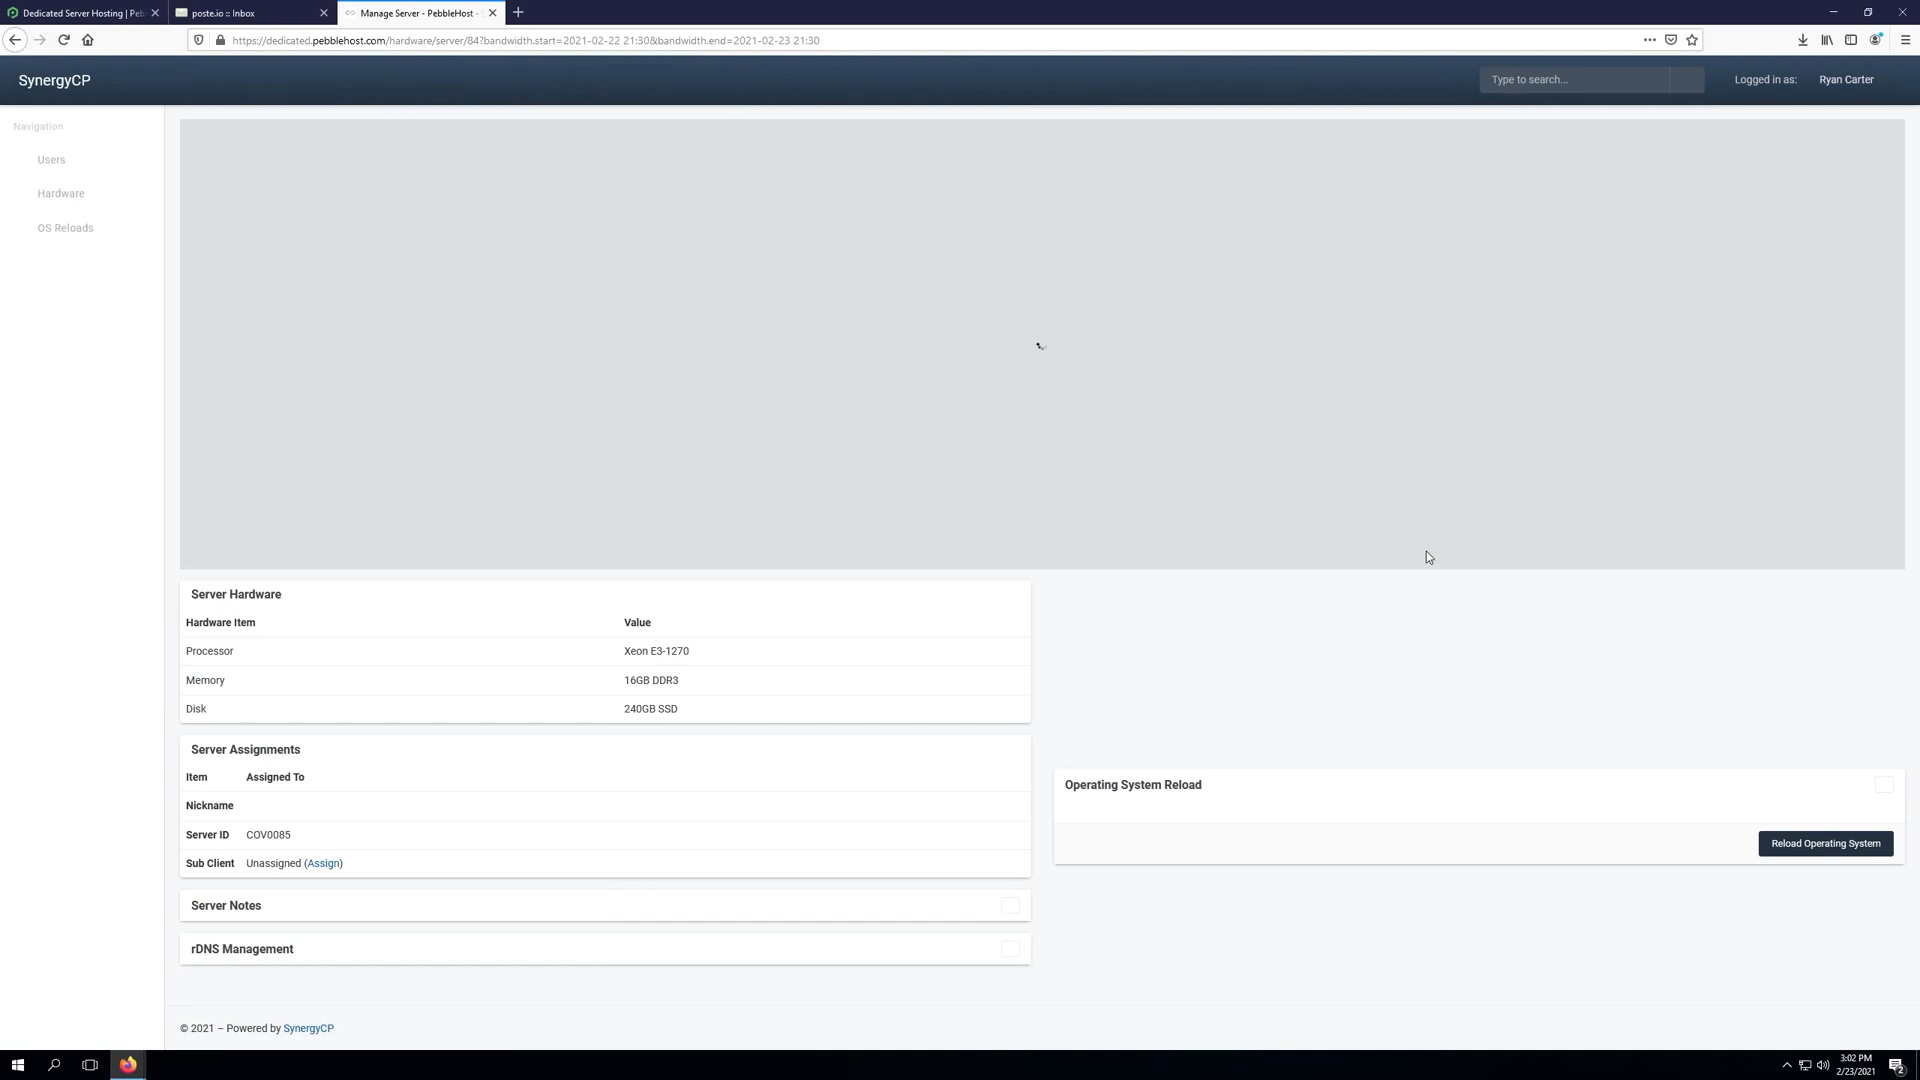 Dedicated Server Hosting | Peb
poste.io :: Inbox
Manage Server - PebbleHost -
https://dedicated.pebblehost.com/hardware/server/84?bandwidth.start=2021-02-22 21:30&bandwidth.end=2021-02-23 21:30
SynergyCP
Type to search...
Logged in as:
Ryan Carter
Navigation
Users
Hardware
OS Reloads
Server Hardware
Hardware Item Value
Processor Xeon E3-1270
Memory 16GB DDR3
Disk 240GB SSD
Server Assignments
Item Assigned To
Nickname
Server ID COV0085
Sub Client Unassigned (Assign)
Server Notes
rDNS Management
Operating System Reload
Reload Operating System
© 2021 – Powered by SynergyCP
3:02 PM
2/23/2021
2